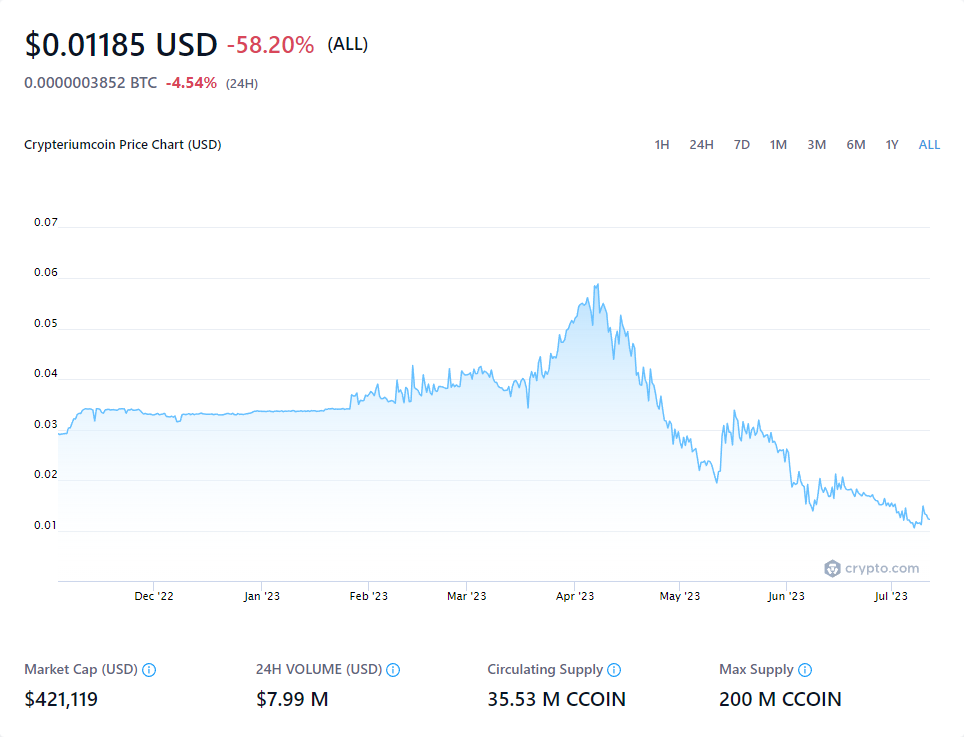 $0.01185 USD -58.20% (ALL)
0.0000003852 BTC -4.54% (24H)
Crypteriumcoin Price Chart (USD) 1H 24H 7D 1M 3M 6M 1Y ALL
0.07
0.06
0.05
0.04
0.03
0.02
0.01
crypto.com
Dec '22 Jan '23 Feb '23 Mar '23 Apr '23 May '23 Jun '23 Jul '23
Market Cap (USD) 24H VOLUME (USD) Circulating Supply Max Supply
$421,119 $7.99 M 35.53 M CCOIN 200 M CCOIN